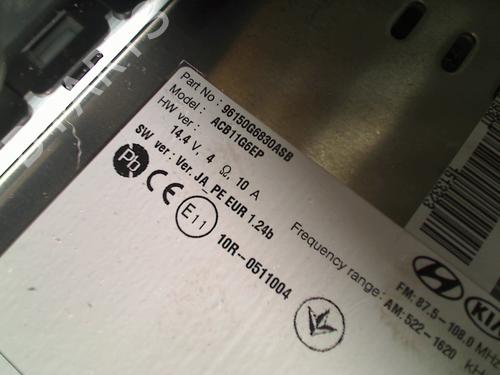 Part No : 96150G6830ASB
Model : ACB11G6EP
HW ver :
14.4 V, 4 Ω, 10 A
SW ver : Ver. JA_PE EUR 1.24b
Pb
CE E11 10R-0511004
Frequency range:
FM: 87.5-108.0 MHz
AM: 522-1620 kHz
KIA